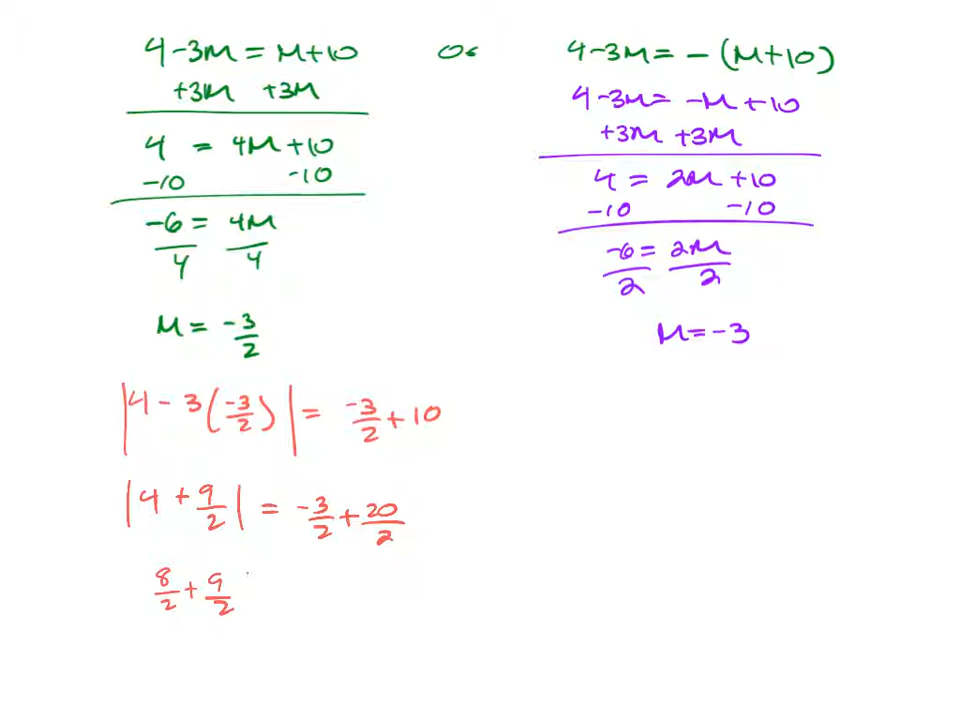 4-3M = M+10 or 4-3M = -(M+10)
+3M +3M
4 = 4M+10
-10 -10
-6 = 4M
4 4
M = -3/2
4-3M = -M+10
+3M +3M
4 = 2M +10
-10 -10
-6 = 2M
2 2
M = -3
|4 - 3(-3/2)| = -3/2 + 10
|4 + 9/2| = -3/2 + 20/2
8/2 + 9/2